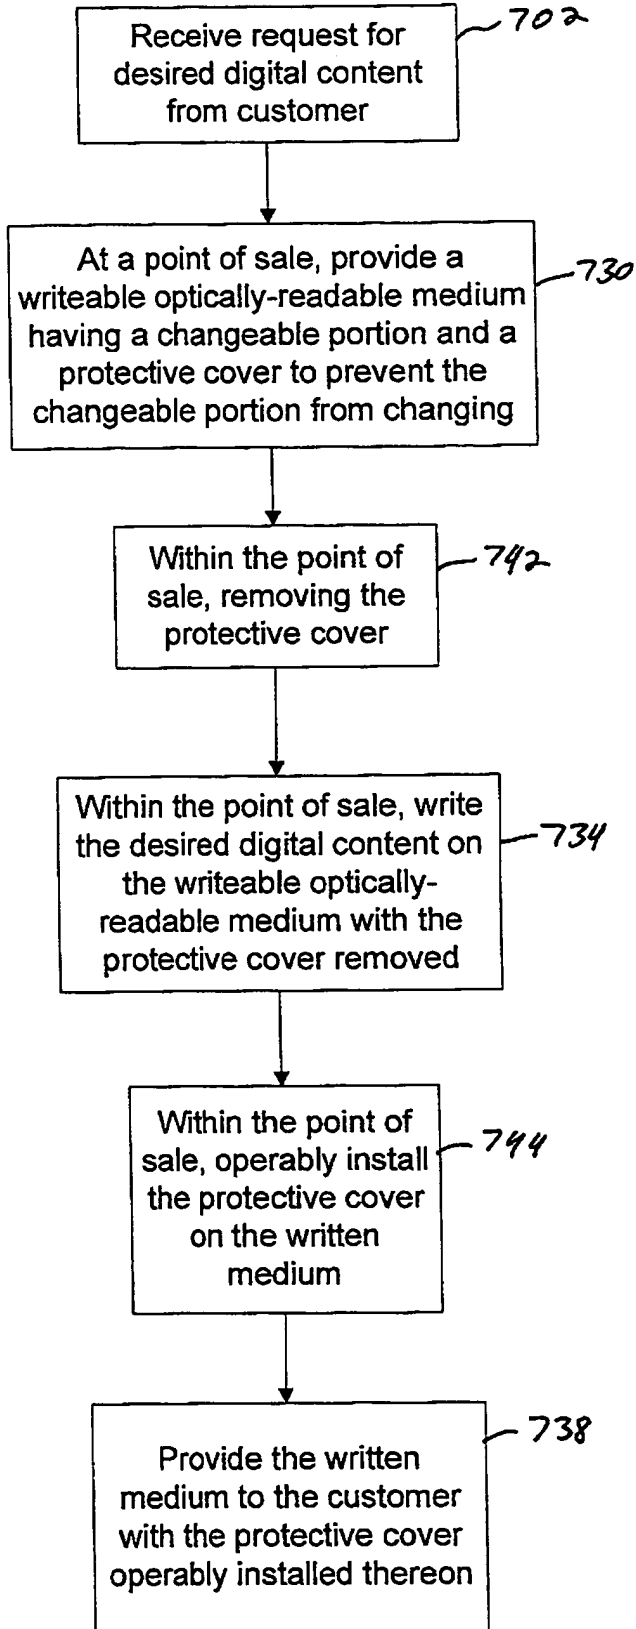 Receive request for
desired digital content
from customer
702
At a point of sale, provide a
writeable optically-readable medium
having a changeable portion and a
protective cover to prevent the
changeable portion from changing
730
Within the point of
sale, removing the
protective cover
742
Within the point of sale, write
the desired digital content on
the writeable optically-
readable medium with the
protective cover removed
734
Within the point of
sale, operably install
the protective cover
on the written
medium
744
Provide the written
medium to the customer
with the protective cover
operably installed thereon
738